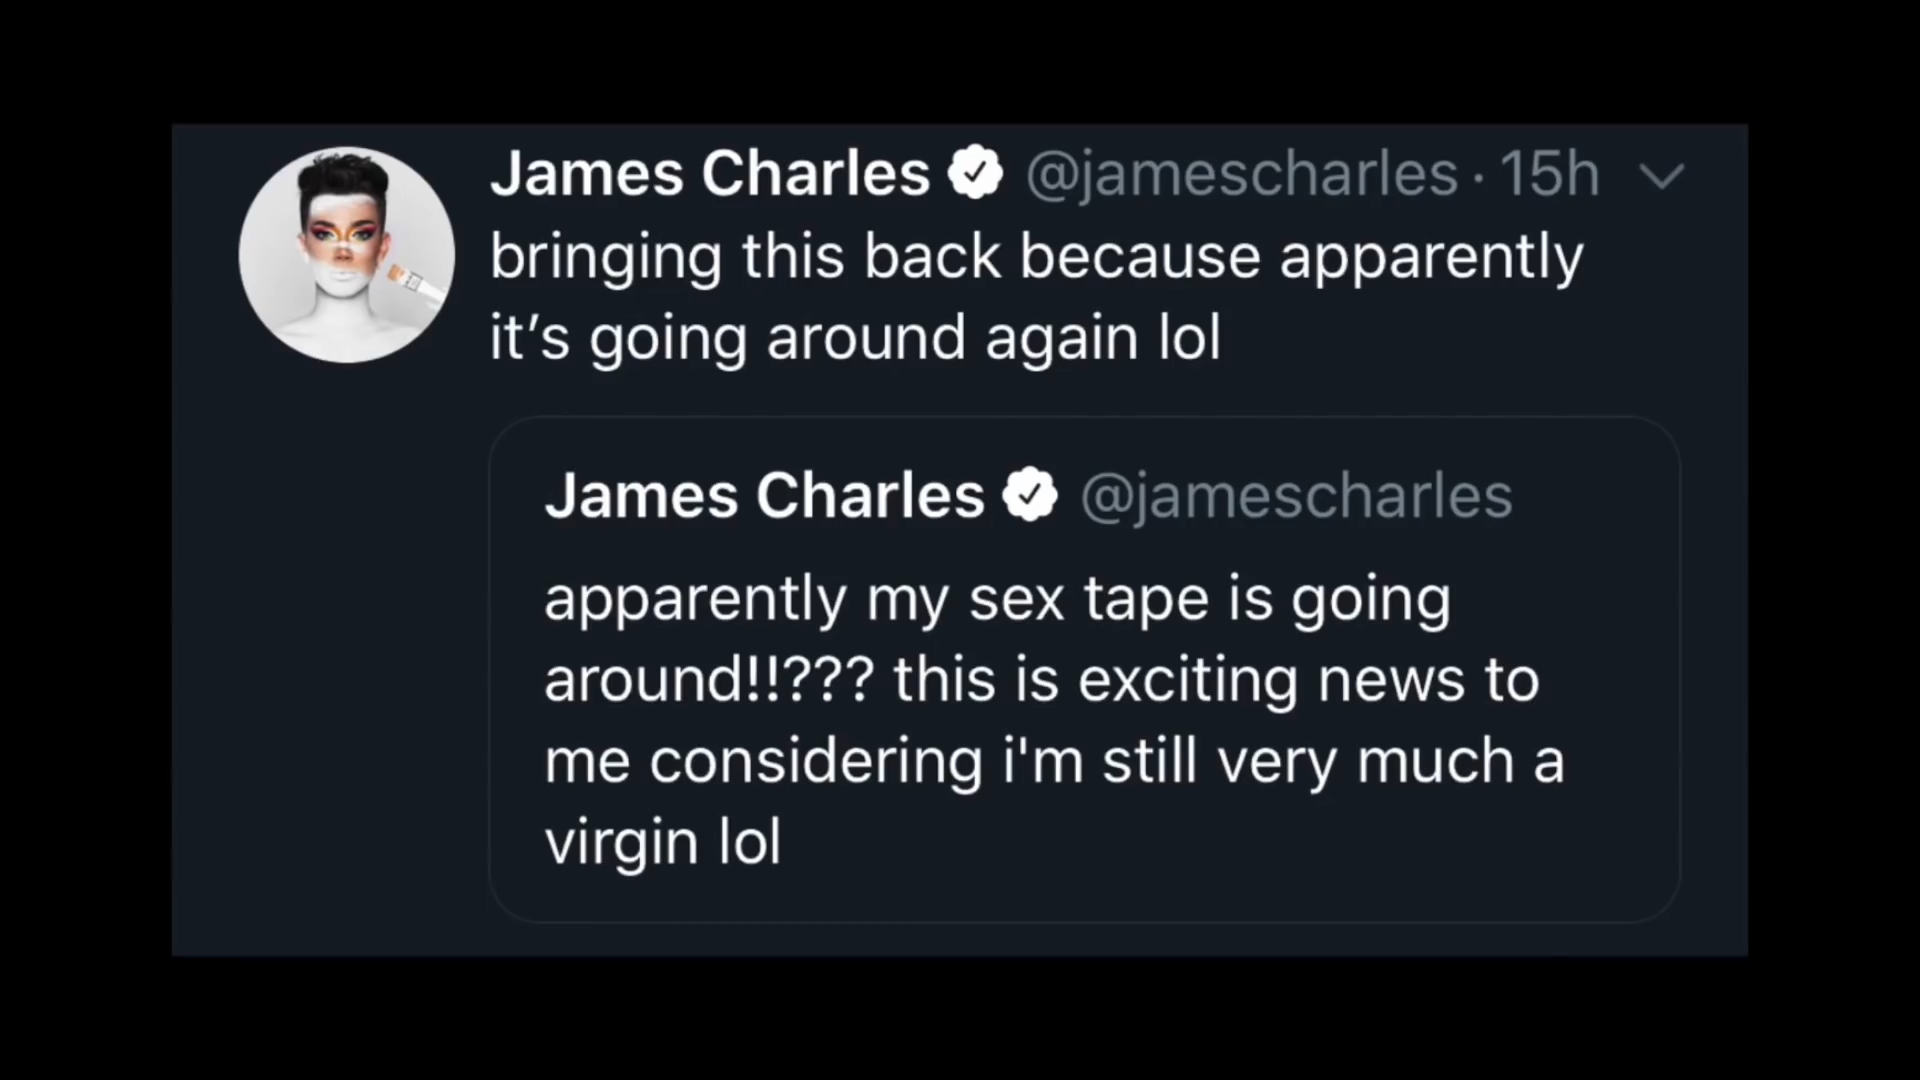 James Charles @jamescharles · 15h
bringing this back because apparently
it’s going around again lol
James Charles @jamescharles
apparently my sex tape is going
around!!??? this is exciting news to
me considering i'm still very much a
virgin lol